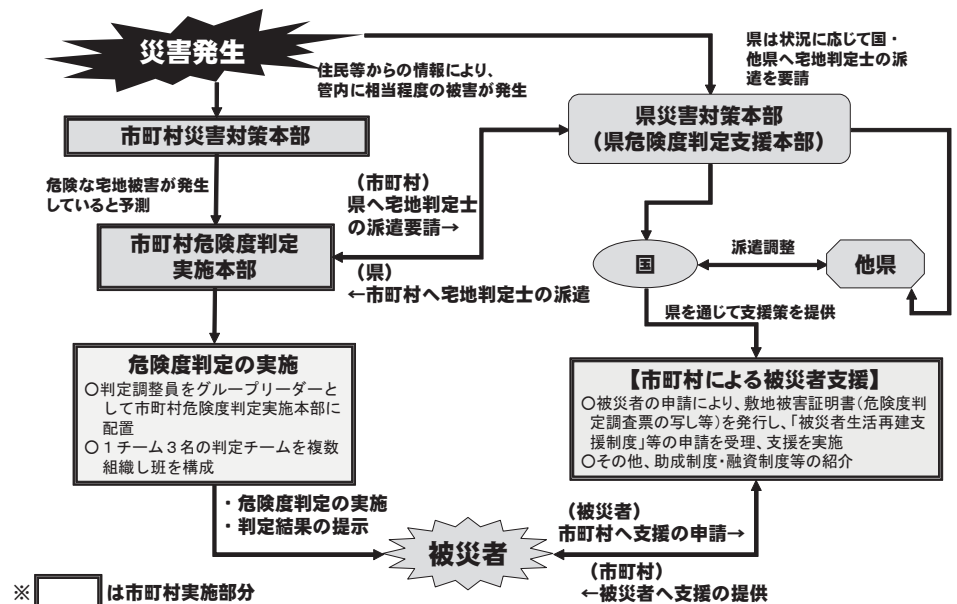 災害発生
住民等からの情報により、
管内に相当程度の被害が発生
県は状況に応じて国・
他県へ宅地判定士の派
遣を要請
市町村災害対策本部
県災害対策本部
（県危険度判定支援本部）
危険な宅地被害が発生
していると予測
（市町村）
県へ宅地判定士
の派遣要請→
市町村危険度判定
実施本部
（県）
←市町村へ宅地判定士の派遣
国
派遣調整
他県
県を通じて支援策を提供
危険度判定の実施
○判定調整員をグループリーダーと
して市町村危険度判定実施本部に
配置
○１チーム３名の判定チームを複数
組織し班を構成
【市町村による被災者支援】
○被災者の申請により、敷地被害証明書（危険度判
定調査票の写し等）を発行し、「被災者生活再建支
援制度」等の申請を受理、支援を実施
○その他、助成制度・融資制度等の紹介
・危険度判定の実施
・判定結果の提示
被災者
（被災者）
市町村へ支援の申請→
（市町村）
←被災者へ支援の提供
※ は市町村実施部分